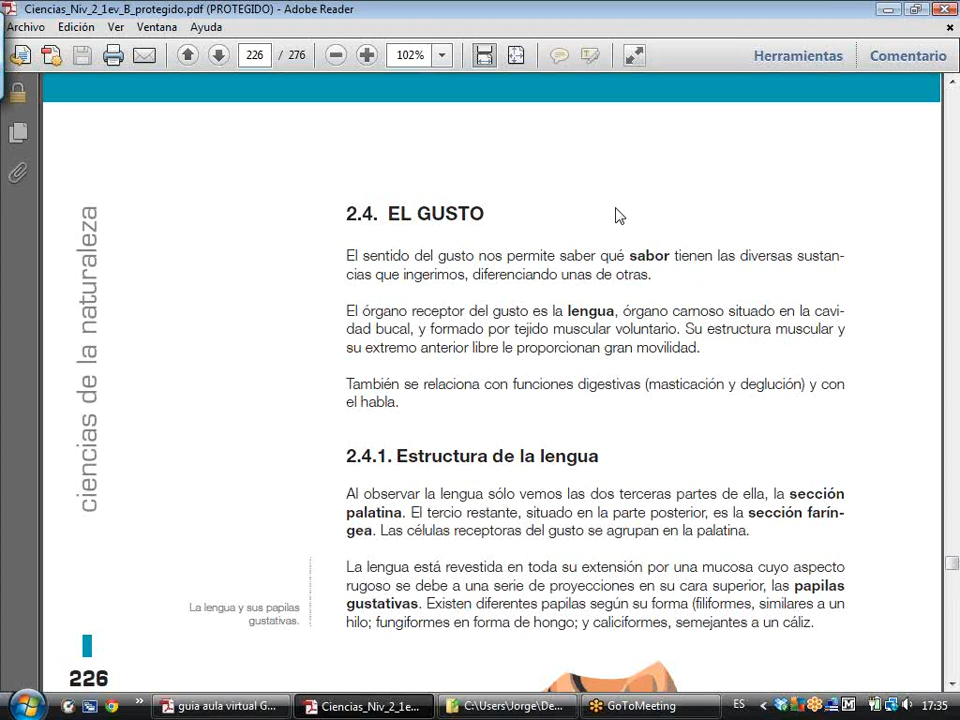 Ciencias_Niv_2_1ev_B_protegido.pdf (PROTEGIDO) - Adobe Reader
Archivo Edición Ver Ventana Ayuda
226 / 276 102% Herramientas Comentario
ciencias de la naturaleza
2.4. EL GUSTO
El sentido del gusto nos permite saber qué sabor tienen las diversas sustan-
cias que ingerimos, diferenciando unas de otras.
El órgano receptor del gusto es la lengua, órgano carnoso situado en la cavi-
dad bucal, y formado por tejido muscular voluntario. Su estructura muscular y
su extremo anterior libre le proporcionan gran movilidad.
También se relaciona con funciones digestivas (masticación y deglución) y con
el habla.
2.4.1. Estructura de la lengua
Al observar la lengua sólo vemos las dos terceras partes de ella, la sección
palatina. El tercio restante, situado en la parte posterior, es la sección farín-
gea. Las células receptoras del gusto se agrupan en la palatina.
La lengua está revestida en toda su extensión por una mucosa cuyo aspecto
rugoso se debe a una serie de proyecciones en su cara superior, las papilas
gustativas. Existen diferentes papilas según su forma (filiformes, similares a un
hilo; fungiformes en forma de hongo; y caliciformes, semejantes a un cáliz.
La lengua y sus papilas
gustativas.
226
guía aula virtual G... Ciencias_Niv_2_1e... C:\Users\Jorge\De... GoToMeeting ES 17:35